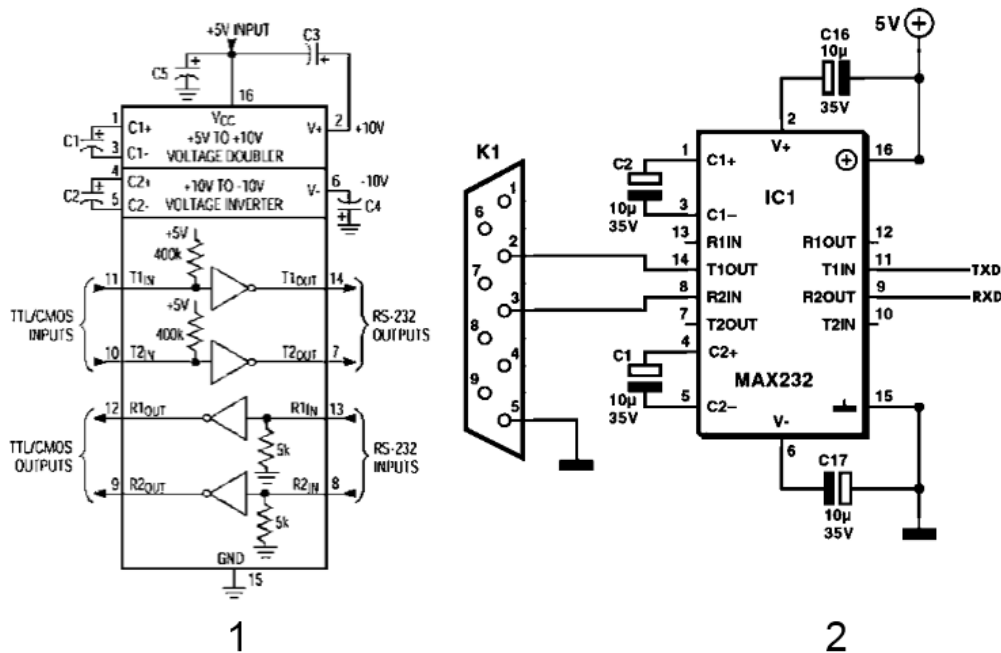 +5V INPUT
C3
C5
16
VCC
+5V TO +10V
VOLTAGE DOUBLER
1
C1+
C1
3
C1-
V+
2
+10V
4
C2+
C2
5
C2-
+10V TO -10V
VOLTAGE INVERTER
V-
6
-10V
C4
+5V
400k
11
T1IN
T1OUT
14
+5V
400k
TTL/CMOS
INPUTS
RS-232
OUTPUTS
10
T2IN
T2OUT
7
12
R1OUT
R1IN
13
5k
TTL/CMOS
OUTPUTS
RS-232
INPUTS
9
R2OUT
R2IN
8
5k
GND
15
1
5V
C16
10µ
35V
2
V+
K1
1
6
2
7
3
8
4
9
5
C2
10µ
35V
1
C1+
3
C1−
13
R1IN
14
T1OUT
8
R2IN
7
T2OUT
4
C2+
5
C2−
C1
10µ
35V
IC1
MAX232
16
R1OUT
12
T1IN
11
TXD
R2OUT
9
RXD
T2IN
10
15
V-
6
C17
10µ
35V
2